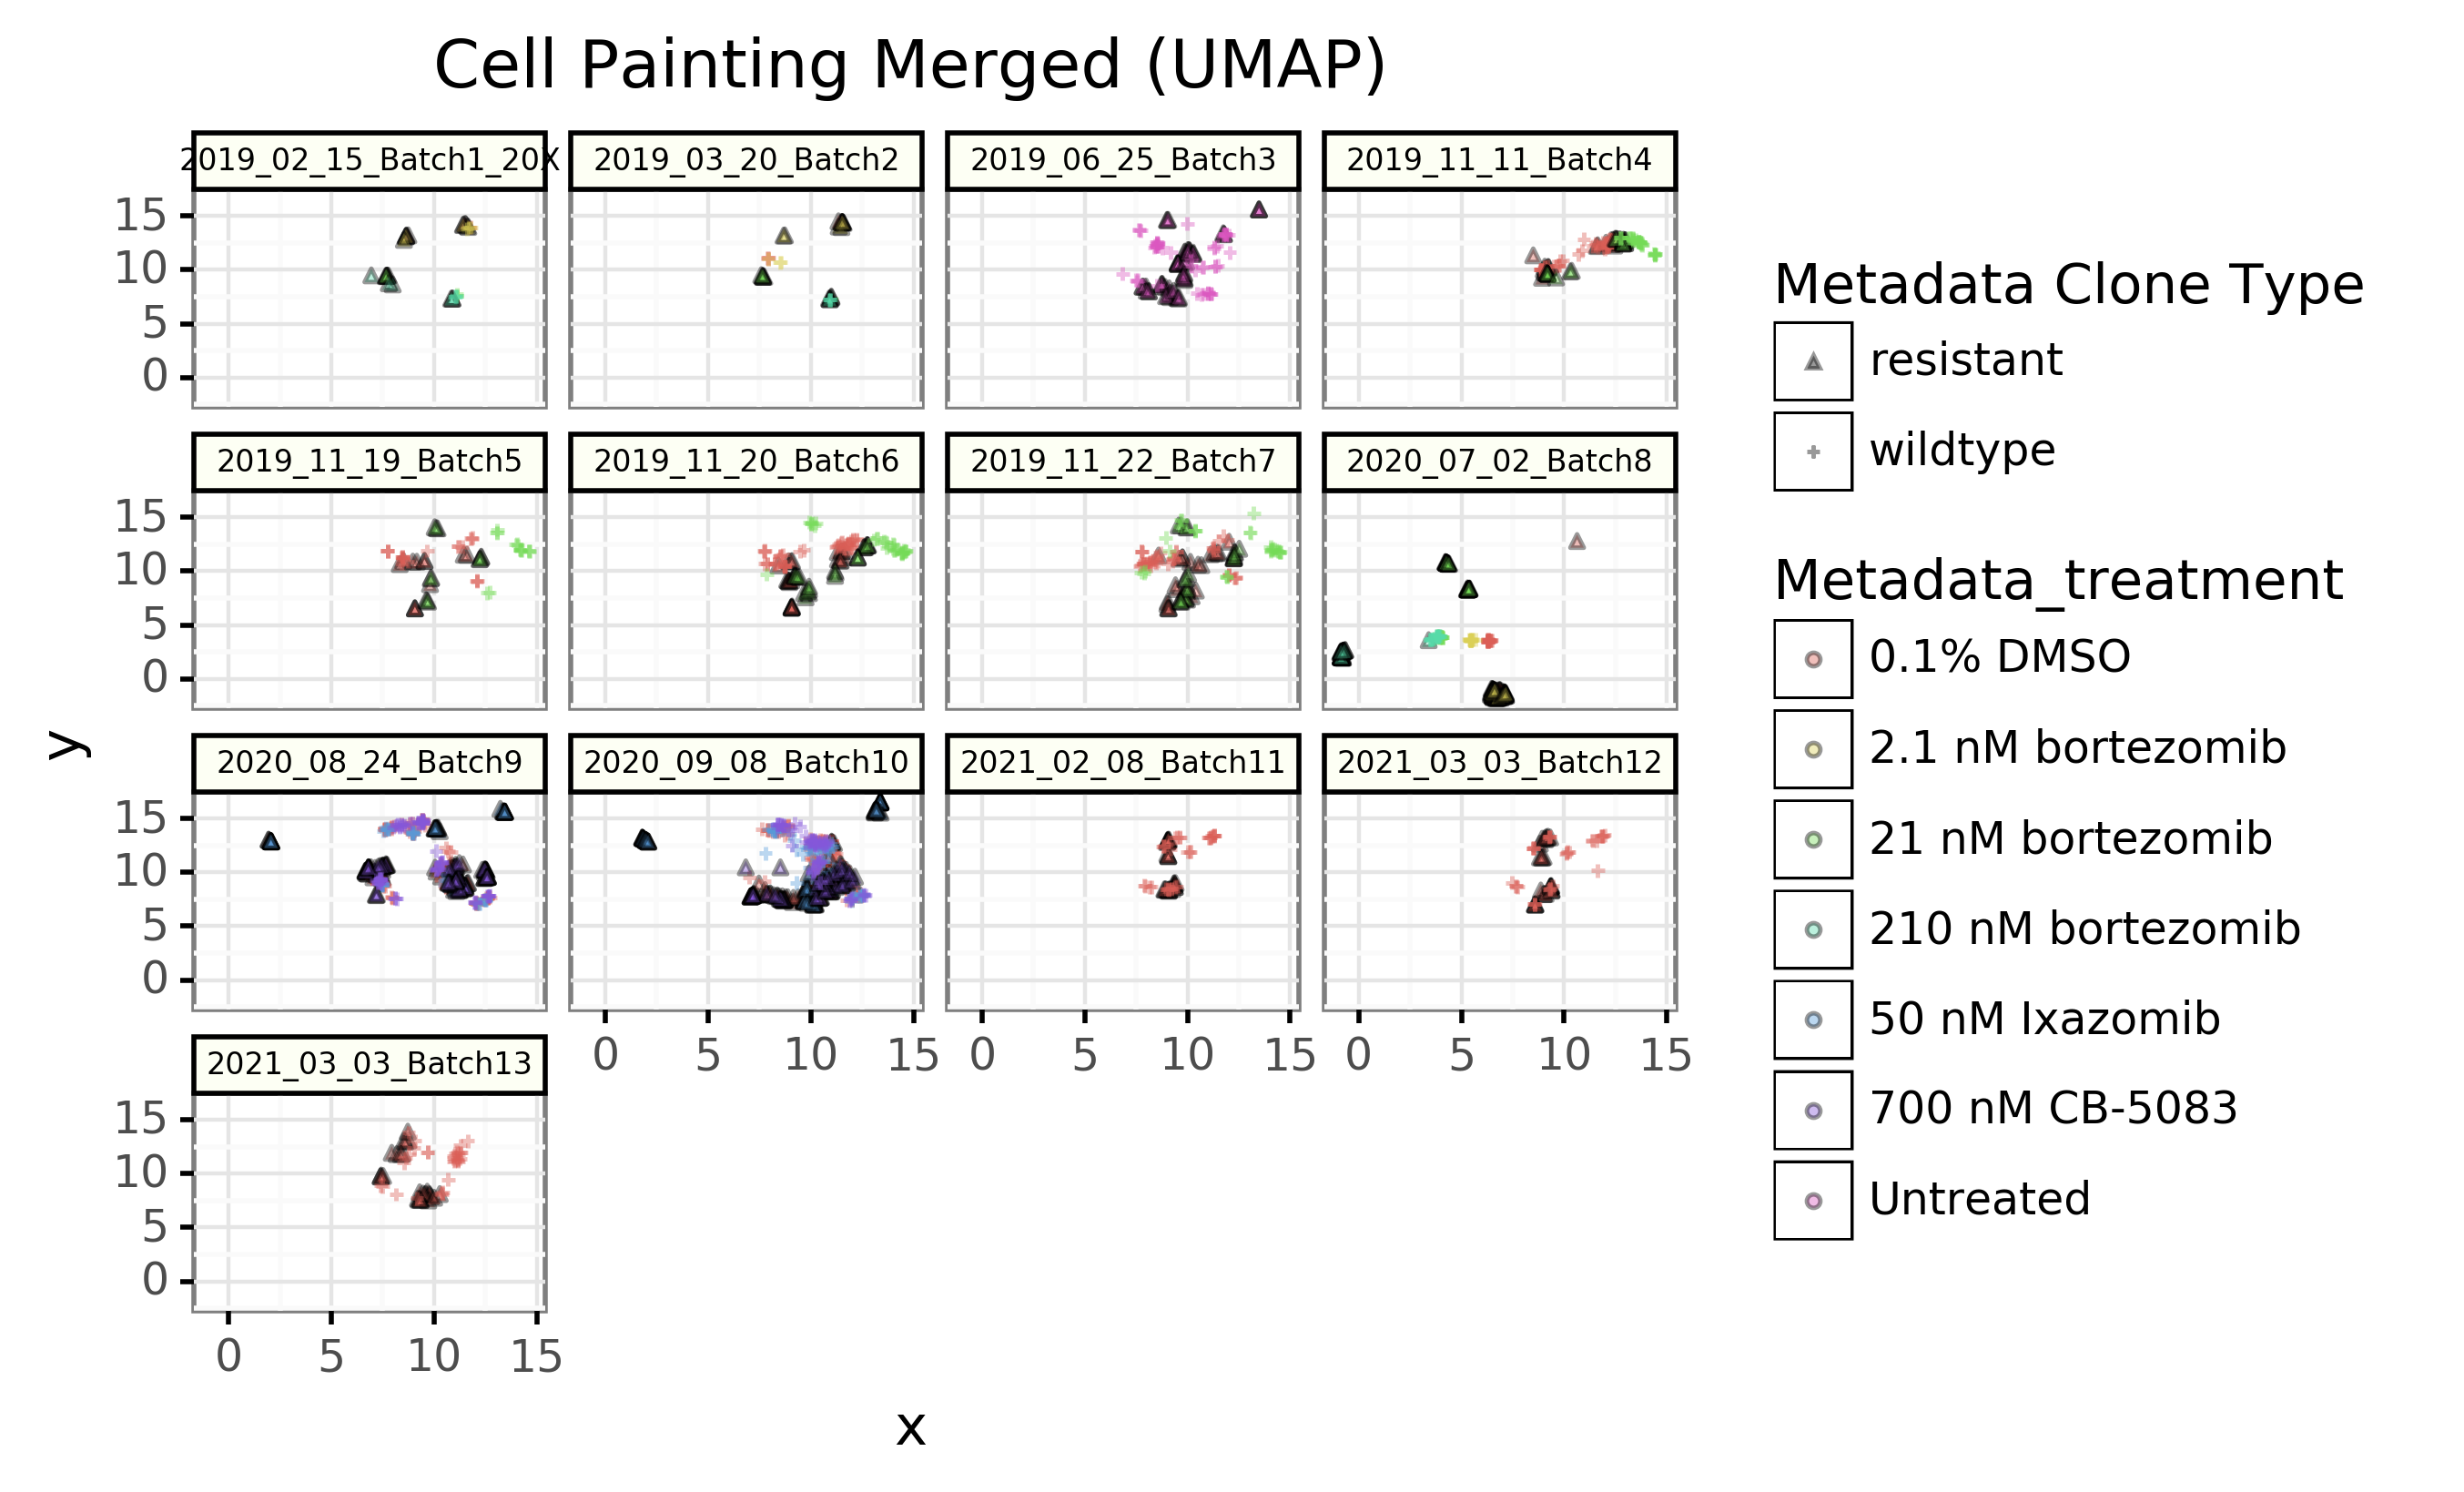 Cell Painting Merged (UMAP)
2019_02_15_Batch1_20X 2019_03_20_Batch2 2019_06_25_Batch3 2019_11_11_Batch4
15
10
5
0
2019_11_19_Batch5 2019_11_20_Batch6 2019_11_22_Batch7 2020_07_02_Batch8
15
10
5
0
y
2020_08_24_Batch9 2020_09_08_Batch10 2021_02_08_Batch11 2021_03_03_Batch12
15
10
5
0
0 5 10 15 0 5 10 15 0 5 10 15
2021_03_03_Batch13
15
10
5
0
0 5 10 15
x
Metadata Clone Type
resistant
wildtype
Metadata_treatment
0.1% DMSO
2.1 nM bortezomib
21 nM bortezomib
210 nM bortezomib
50 nM Ixazomib
700 nM CB-5083
Untreated